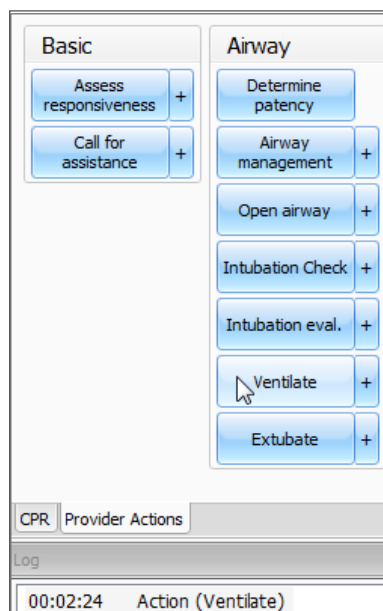 Basic
Assess
responsiveness +
Call for
assistance +
Airway
Determine
patency
Airway
management +
Open airway +
Intubation Check +
Intubation eval. +
Ventilate +
Extubate +
CPR Provider Actions
Log
00:02:24 Action (Ventilate)